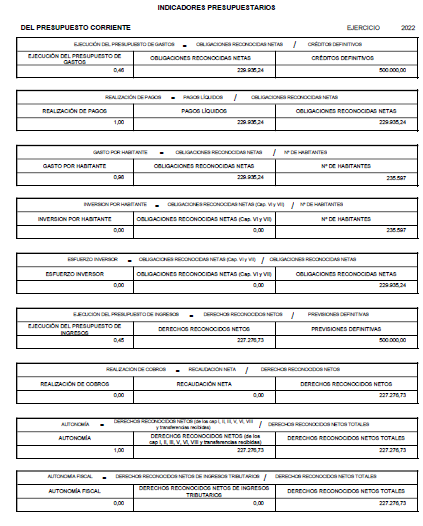 INDICADORES PRESUPUESTARIOS
DEL PRESUPUESTO CORRIENTE EJERCICIO 2022
EJECUCIÓN DEL PRESUPUESTO DE GASTOS = OBLIGACIONES RECONOCIDAS NETAS / CRÉDITOS DEFINITIVOS
EJECUCIÓN DEL PRESUPUESTO DE GASTOS OBLIGACIONES RECONOCIDAS NETAS CRÉDITOS DEFINITIVOS
0,46 229.935,24 500.000,00
REALIZACIÓN DE PAGOS = PAGOS LÍQUIDOS / OBLIGACIONES RECONOCIDAS NETAS
REALIZACIÓN DE PAGOS PAGOS LÍQUIDOS OBLIGACIONES RECONOCIDAS NETAS
1,00 229.935,24 229.935,24
GASTO POR HABITANTE = OBLIGACIONES RECONOCIDAS NETAS / Nº DE HABITANTES
GASTO POR HABITANTE OBLIGACIONES RECONOCIDAS NETAS Nº DE HABITANTES
0,98 229.935,24 235.597
INVERSION POR HABITANTE = OBLIGACIONES RECONOCIDAS NETAS (Cap. VI y VII) / Nº DE HABITANTES
INVERSION POR HABITANTE OBLIGACIONES RECONOCIDAS NETAS (Cap. VI y VII) Nº DE HABITANTES
0,00 0,00 235.597
ESFUERZO INVERSOR = OBLIGACIONES RECONOCIDAS NETAS (Cap. VI y VII) / OBLIGACIONES RECONOCIDAS NETAS
ESFUERZO INVERSOR OBLIGACIONES RECONOCIDAS NETAS (Cap. VI y VII) OBLIGACIONES RECONOCIDAS NETAS
0,00 0,00 229.935,24
EJECUCIÓN DEL PRESUPUESTO DE INGRESOS = DERECHOS RECONOCIDOS NETOS / PREVISIONES DEFINITIVAS
EJECUCIÓN DEL PRESUPUESTO DE INGRESOS DERECHOS RECONOCIDOS NETOS PREVISIONES DEFINITIVAS
0,45 227.276,73 500.000,00
REALIZACIÓN DE COBROS = RECAUDACIÓN NETA / DERECHOS RECONOCIDOS NETOS
REALIZACIÓN DE COBROS RECAUDACIÓN NETA DERECHOS RECONOCIDOS NETOS
0,00 0,00 227.276,73
AUTONOMÍA = DERECHOS RECONOCIDOS NETOS (de los cap I, II, III, V, VI, VIII y transferencias recibidas) / DERECHOS RECONOCIDOS NETOS TOTALES
AUTONOMÍA DERECHOS RECONOCIDOS NETOS (de los cap I, II, III, V, VI, VIII y transferencias recibidas) DERECHOS RECONOCIDOS NETOS TOTALES
1,00 227.276,73 227.276,73
AUTONOMIA FISCAL = DERECHOS RECONOCIDOS NETOS DE INGRESOS TRIBUTARIOS / DERECHOS RECONOCIDOS NETOS TOTALES
AUTONOMÍA FISCAL DERECHOS RECONOCIDOS NETOS DE INGRESOS TRIBUTARIOS DERECHOS RECONOCIDOS NETOS TOTALES
0,00 0,00 227.276,73